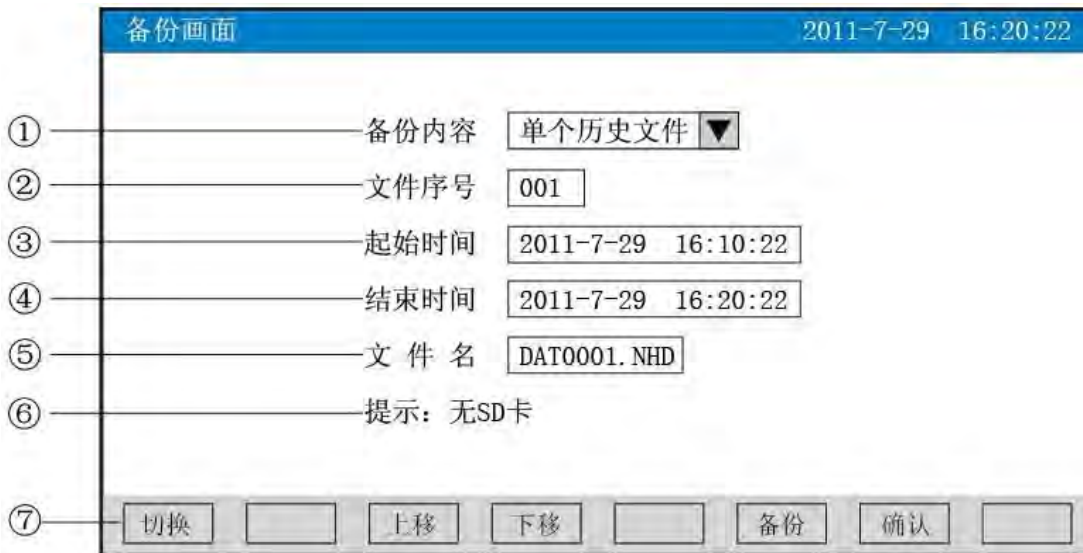 备份画面 2011-7-29 16:20:22
① 备份内容 单个历史文件 ▼
② 文件序号 001
③ 起始时间 2011-7-29 16:10:22
④ 结束时间 2011-7-29 16:20:22
⑤ 文 件 名 DAT0001.NHD
⑥ 提示：无SD卡
⑦ 切换 上移 下移 备份 确认